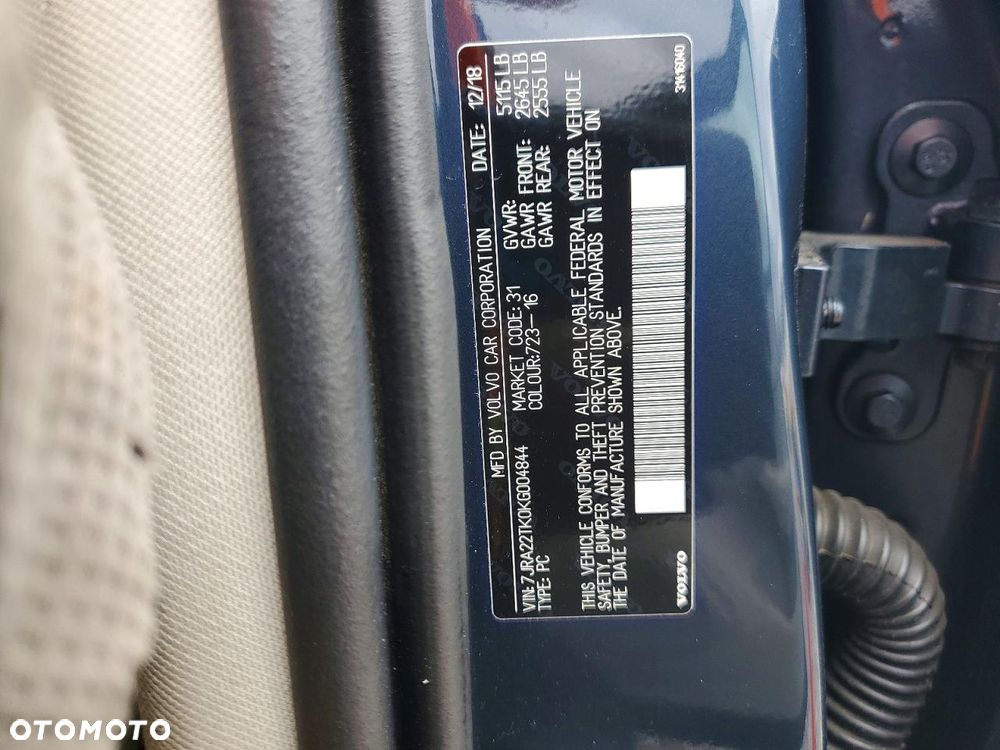 MFD BY VOLVO CAR CORPORATION DATE: 12/18
VIN:7JRA22TK0KG004844 MARKET CODE: 31 GVWR: 5115 LB
TYPE: PC COLOUR:723–16 GAWR FRONT: 2645 LB
GAWR REAR: 2555 LB
THIS VEHICLE CONFORMS TO ALL APPLICABLE FEDERAL MOTOR VEHICLE
SAFETY, BUMPER AND THEFT PREVENTION STANDARDS IN EFFECT ON
THE DATE OF MANUFACTURE SHOWN ABOVE.
VOLVO 31416040
OTOMOTO